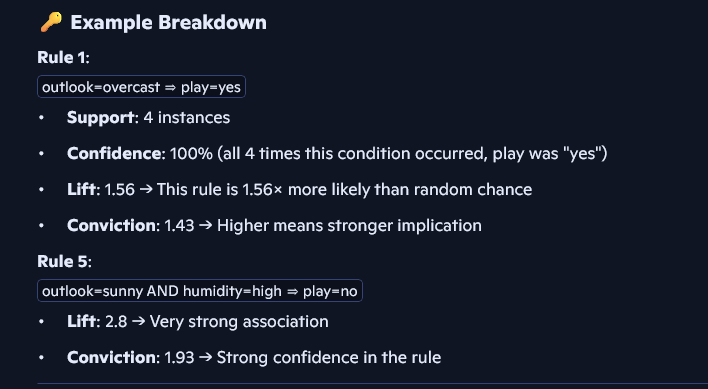 🔑 Example Breakdown
Rule 1:
outlook=overcast ⇒ play=yes
• Support: 4 instances
• Confidence: 100% (all 4 times this condition occurred, play was "yes")
• Lift: 1.56 → This rule is 1.56× more likely than random chance
• Conviction: 1.43 → Higher means stronger implication
Rule 5:
outlook=sunny AND humidity=high ⇒ play=no
• Lift: 2.8 → Very strong association
• Conviction: 1.93 → Strong confidence in the rule